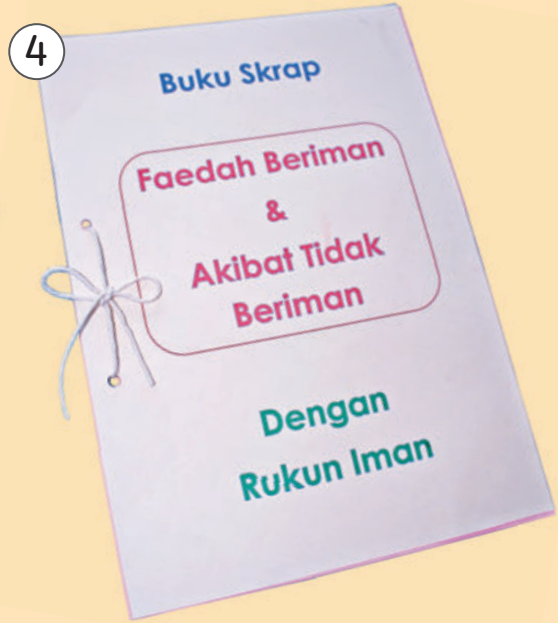 4
Buku Skrap
Faedah Beriman
&
Akibat Tidak
Beriman
Dengan
Rukun Iman